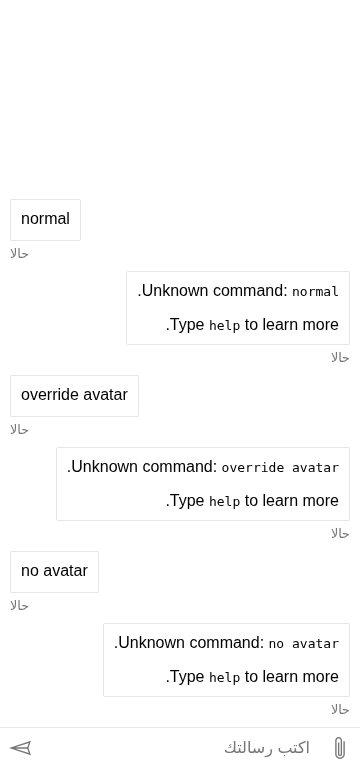 normal
حالا
Unknown command: normal.
Type help to learn more.
حالا
override avatar
حالا
Unknown command: override avatar.
Type help to learn more.
حالا
no avatar
حالا
Unknown command: no avatar.
Type help to learn more.
حالا
اكتب رسالتك